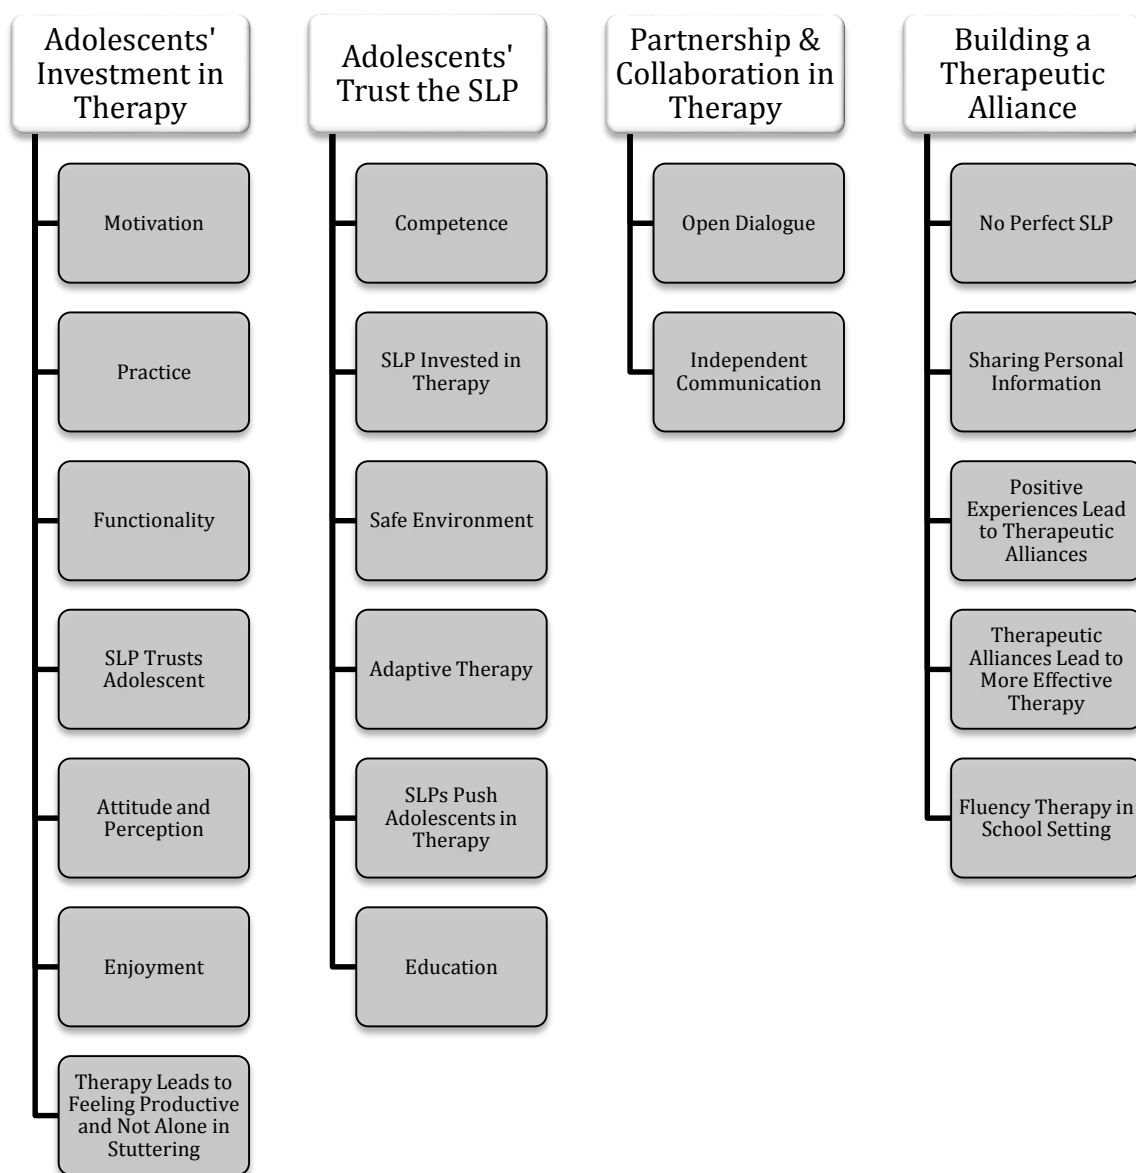 Adolescents'
Investment in
Therapy
Motivation
Practice
Functionality
SLP Trusts
Adolescent
Attitude and
Perception
Enjoyment
Therapy Leads to
Feeling Productive
and Not Alone in
Stuttering
Adolescents'
Trust the SLP
Competence
SLP Invested in
Therapy
Safe Environment
Adaptive Therapy
SLPs Push
Adolescents in
Therapy
Education
Partnership &
Collaboration in
Therapy
Open Dialogue
Independent
Communication
Building a
Therapeutic
Alliance
No Perfect SLP
Sharing Personal
Information
Positive
Experiences Lead
to Therapeutic
Alliances
Therapeutic
Alliances Lead to
More Effective
Therapy
Fluency Therapy in
School Setting